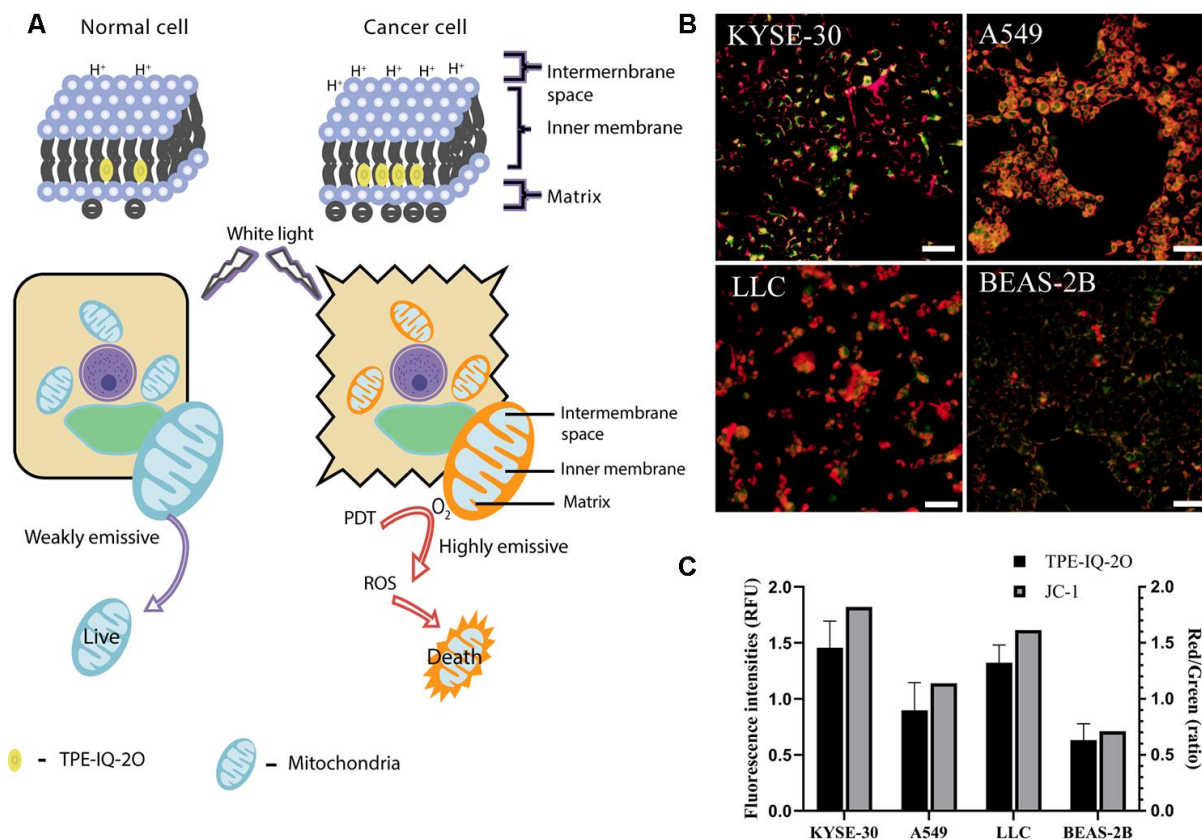 A
Normal cell
Cancer cell
H⁺ H⁺
H⁺ H⁺ H⁺ H⁺ H⁺
Intermernbrane
space
Inner membrane
Matrix
White light
Intermembrane
space
Inner membrane
Matrix
O₂
PDT
Highly emissive
Weakly emissive
ROS
Live
Death
- TPE-IQ-2O
- Mitochondria
B
KYSE-30
A549
LLC
BEAS-2B
C
TPE-IQ-2O
JC-1
Fluorescence intensities (RFU)
2.0
1.5
1.0
0.5
0.0
2.0
1.5
1.0
0.5
0.0
Red/Green (ratio)
KYSE-30 A549 LLC BEAS-2B